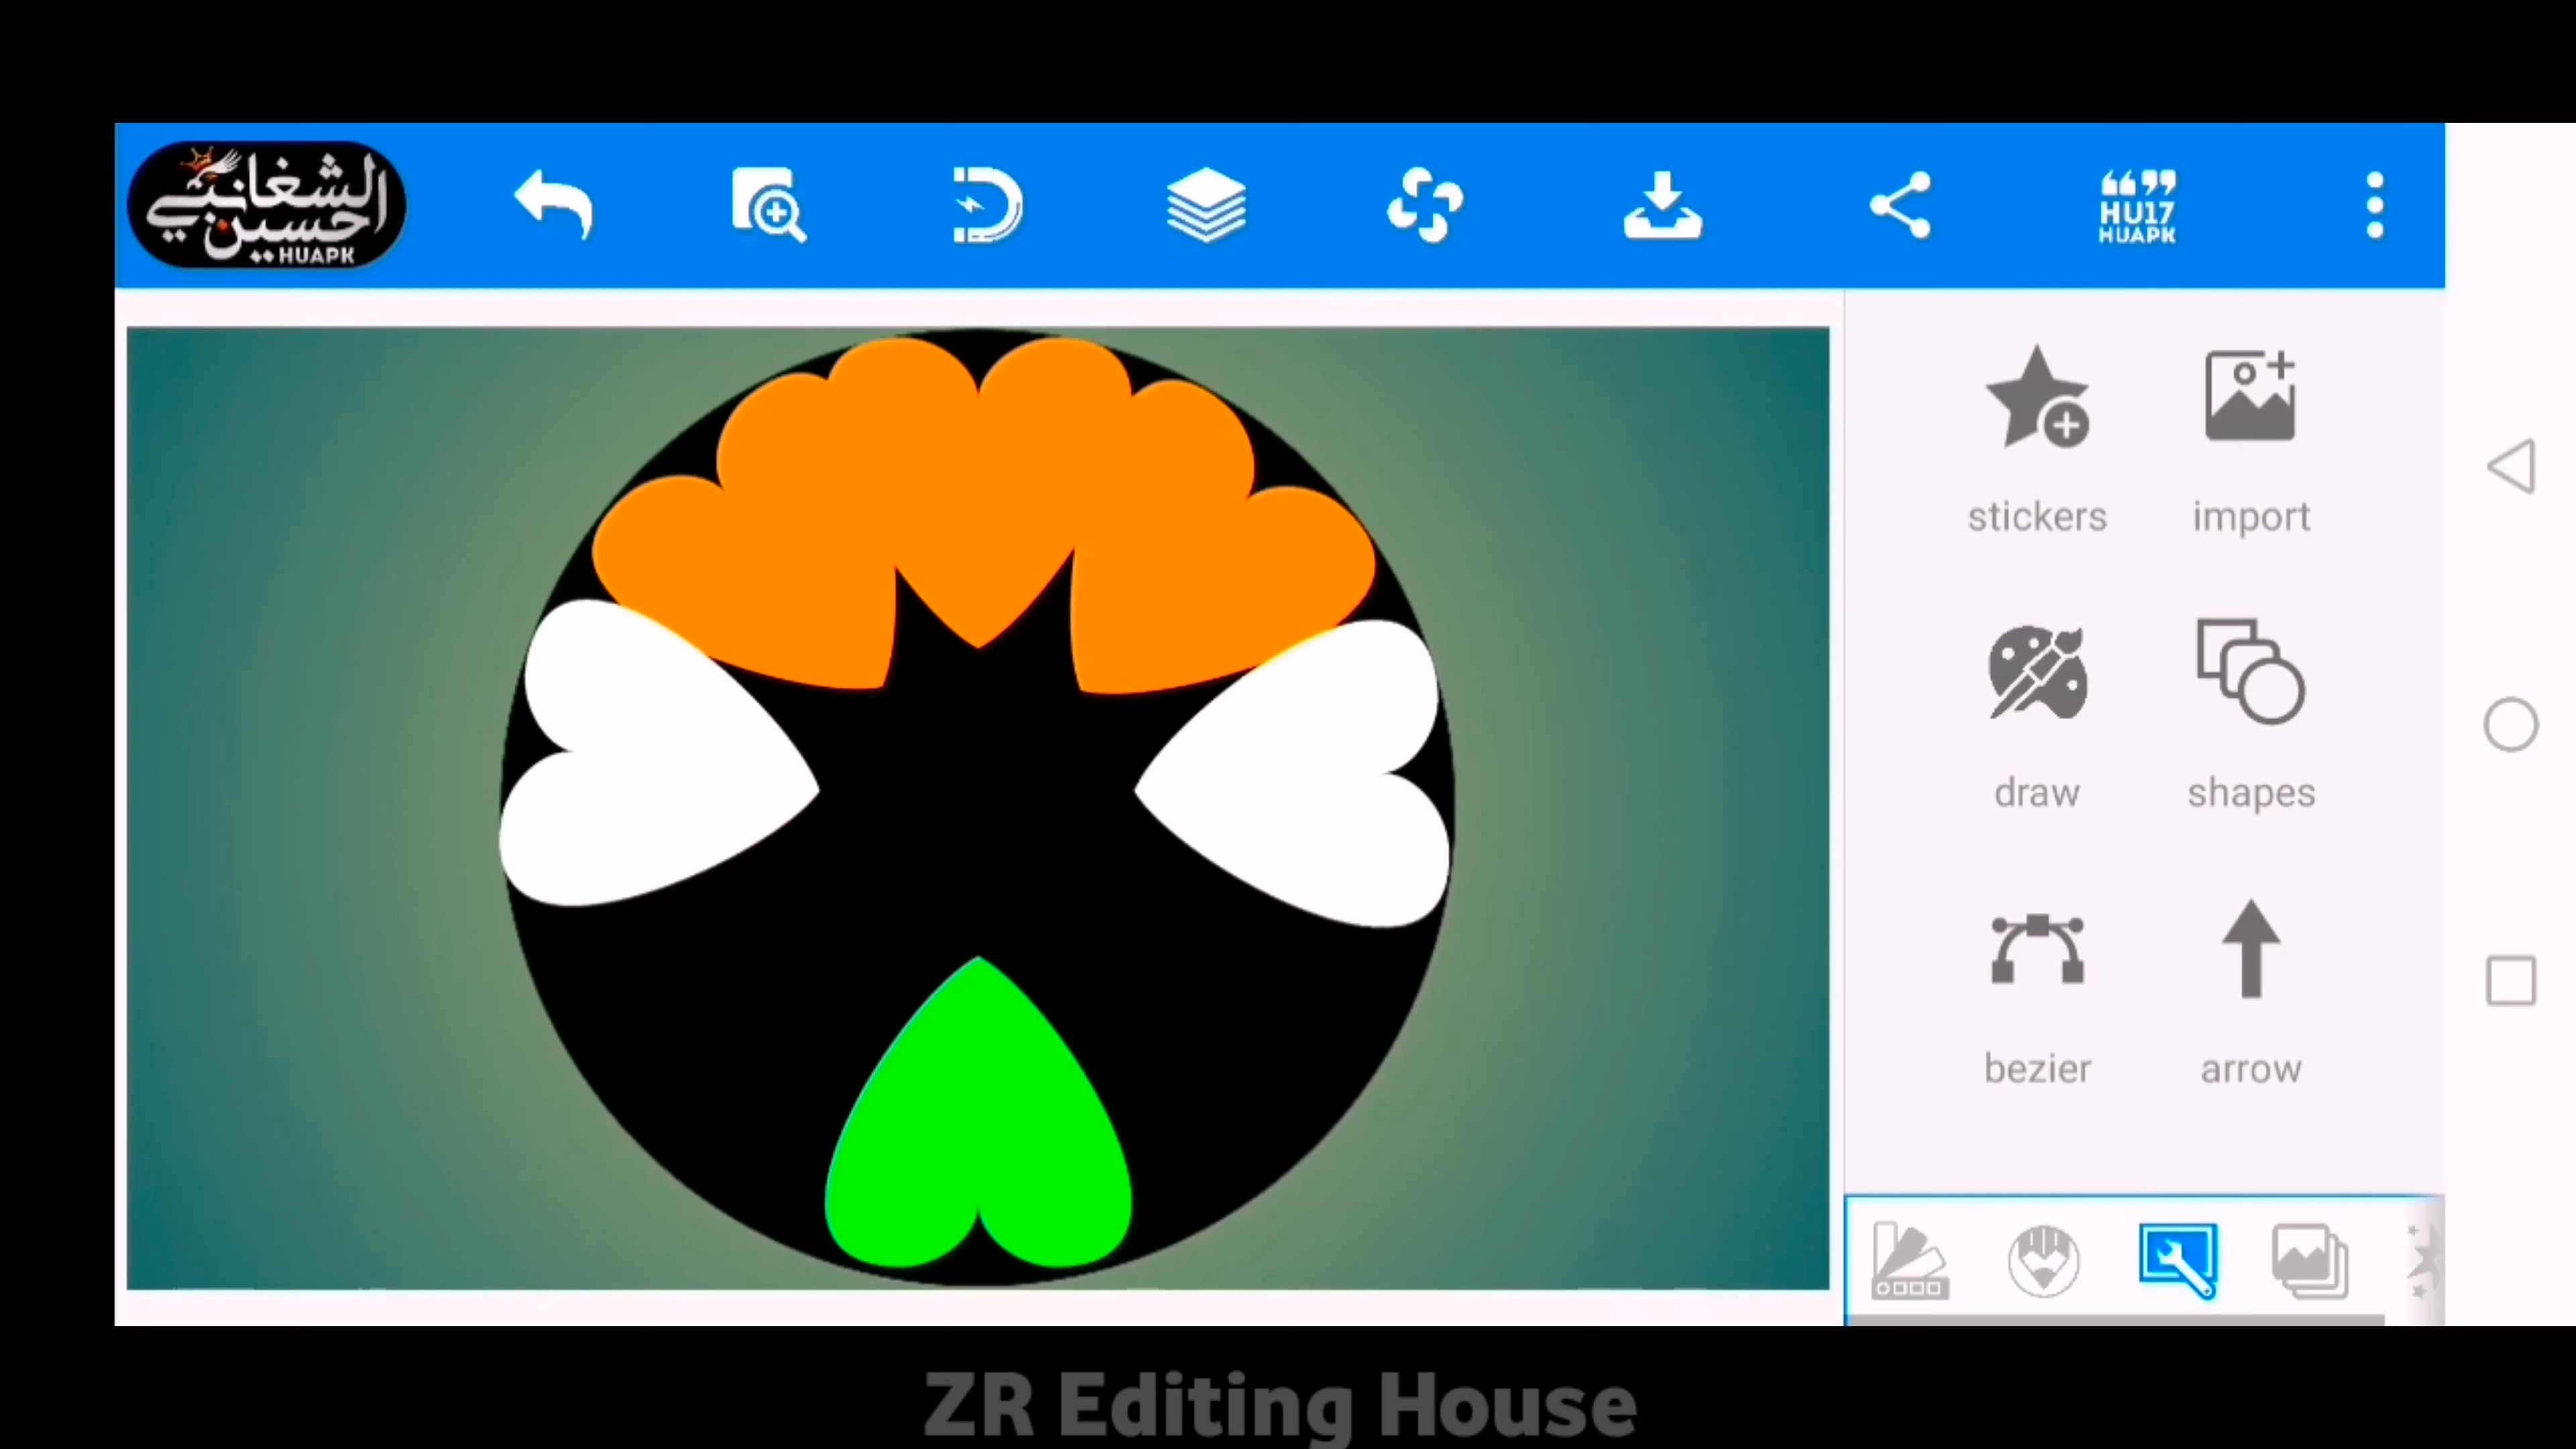 الشغانبي
حسين
HUAPK
HU17
HUAPK
stickers
import
draw
shapes
bezier
arrow
ZR Editing House